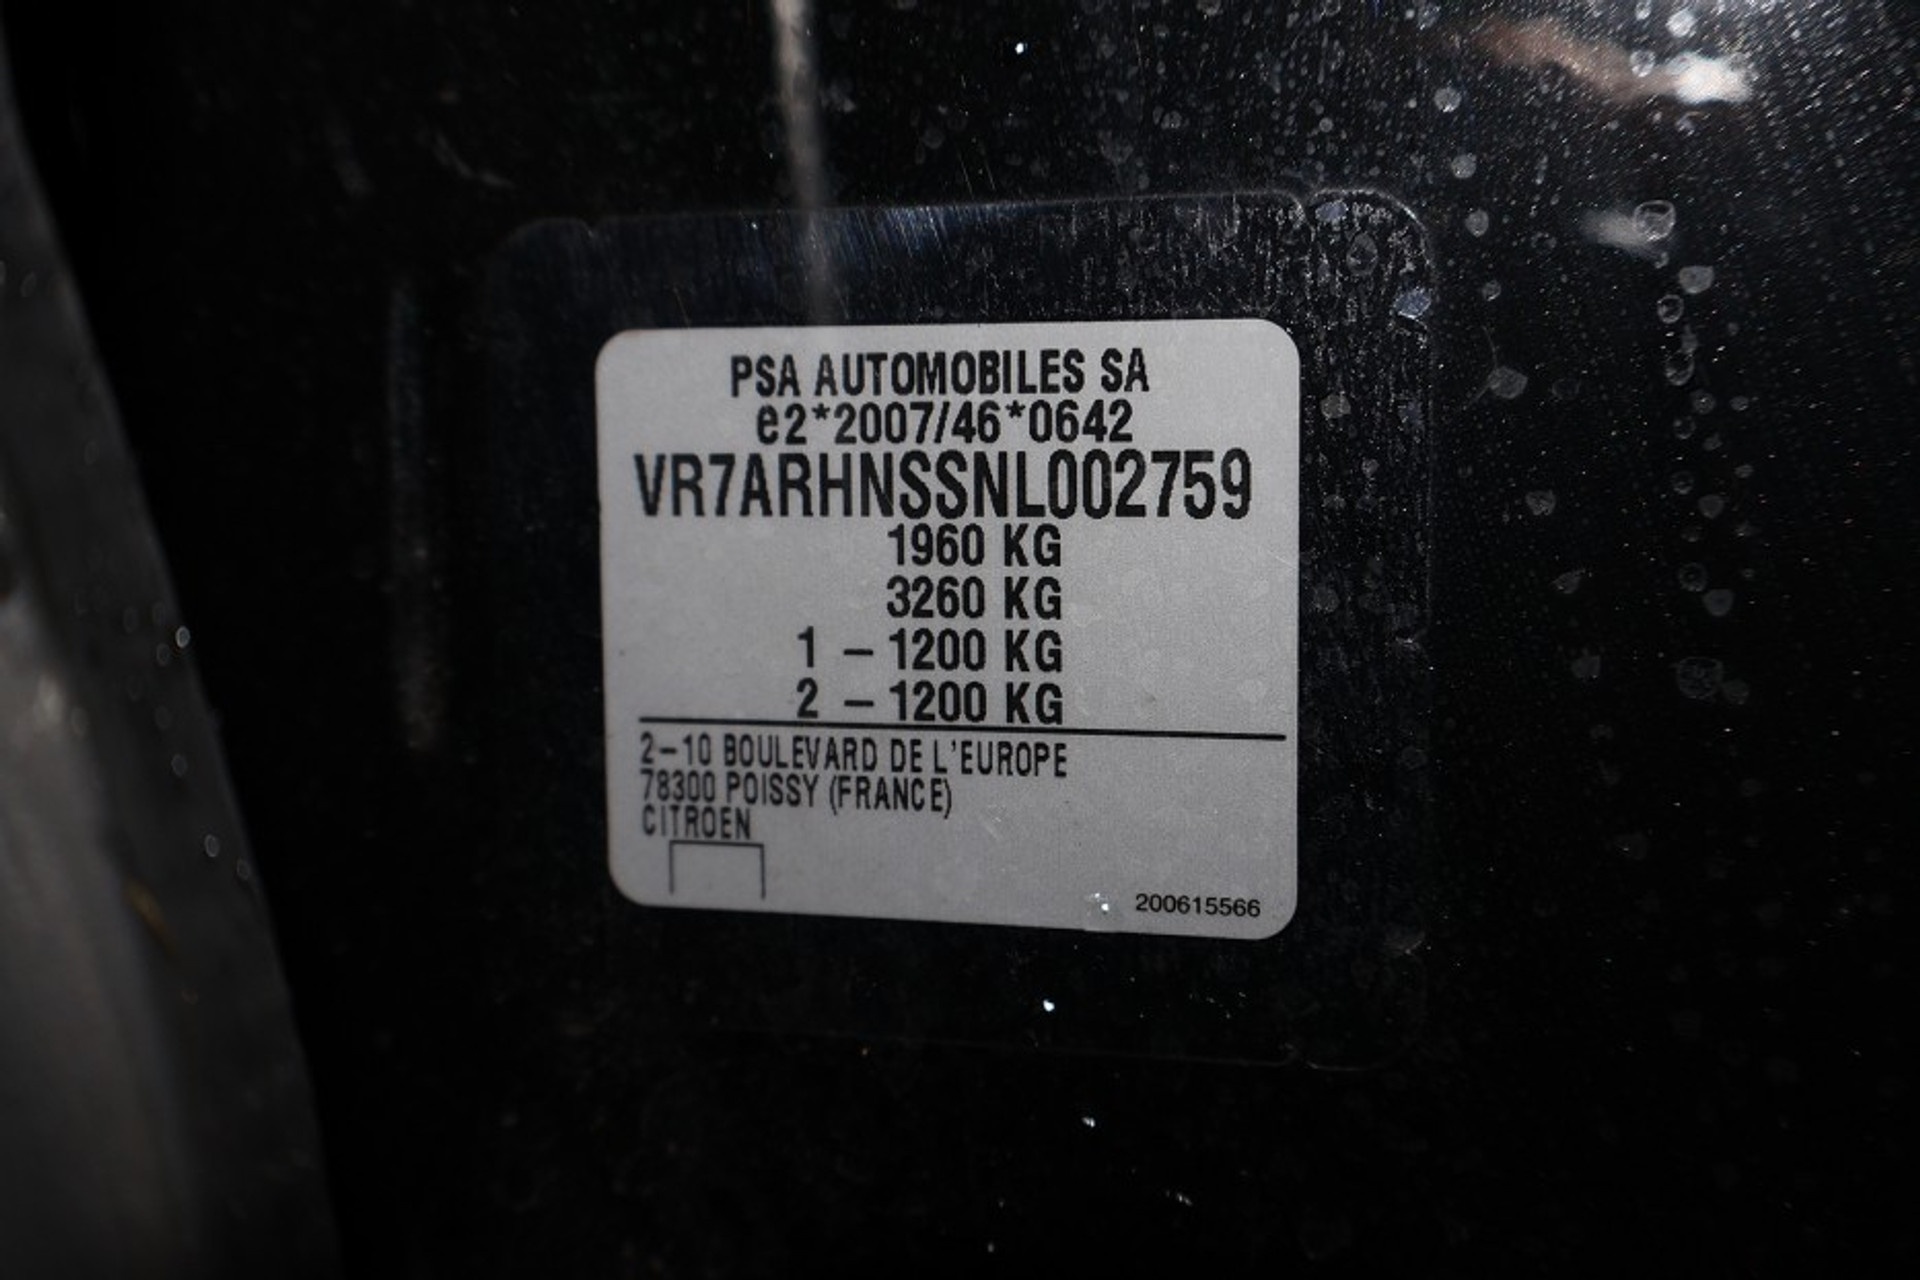 PSA AUTOMOBILES SA
e2*2007/46*0642
VR7ARHNSSNL002759
1960 KG
3260 KG
1 – 1200 KG
2 – 1200 KG
2–10 BOULEVARD DE L'EUROPE
78300 POISSY (FRANCE)
CITROEN
200615566